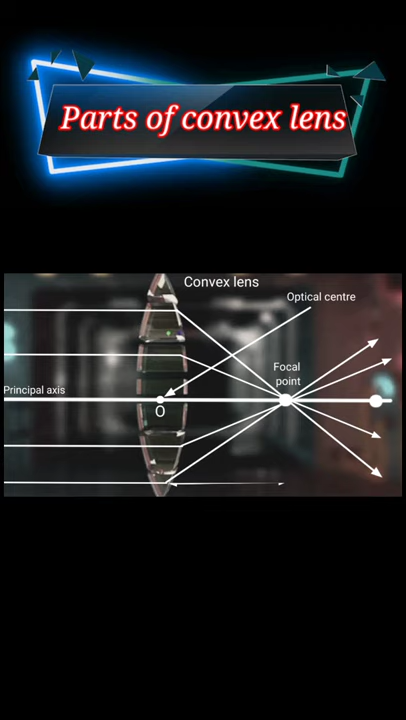 Parts of convex lens
Convex lens
Optical centre
Focal
point
Principal axis
O